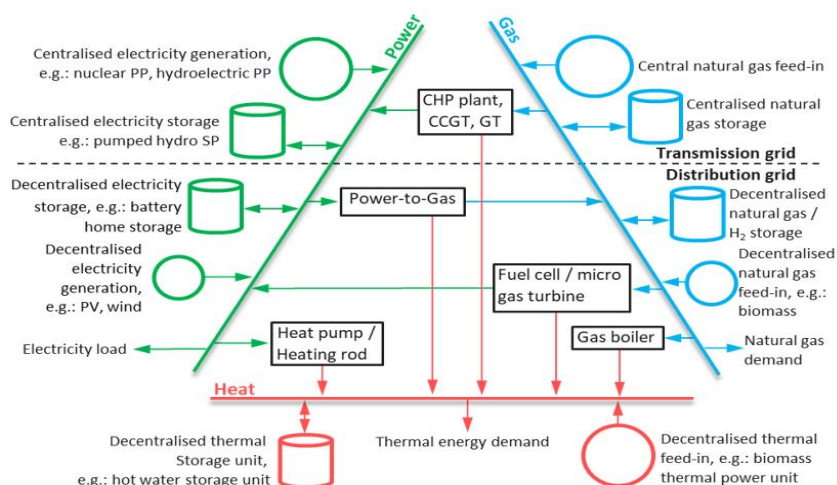 Power
Gas
Centralised electricity generation,
e.g.: nuclear PP, hydroelectric PP
Central natural gas feed-in
CHP plant,
CCGT, GT
Centralised electricity storage
e.g.: pumped hydro SP
Centralised natural
gas storage
Transmission grid
Distribution grid
Decentralised electricity
storage, e.g.: battery
home storage
Power-to-Gas
Decentralised
natural gas /
H₂ storage
Decentralised
electricity
generation,
e.g.: PV, wind
Fuel cell / micro
gas turbine
Decentralised
natural gas
feed-in, e.g.:
biomass
Electricity load
Heat pump /
Heating rod
Gas boiler
Natural gas
demand
Heat
Decentralised thermal
Storage unit,
e.g.: hot water storage unit
Thermal energy demand
Decentralised thermal
feed-in, e.g.: biomass
thermal power unit